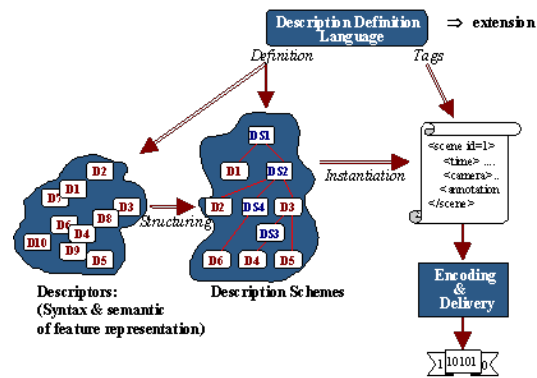 Description Definition
Language
⇒ extension
Definition
Tags
DS1
D1
DS2
D2
DS4
D3
DS3
D6
D4
D5
D2
D7
D1
D3
D8
D6
D4
D10
D9
D5
Structuring
Instantiation
<scene id=1>
<time> ....
<camera>..
<annotation
</scene>
Descriptors:
(Syntax & semantic
of feature representation)
Description Schemes
Encoding
&
Delivery
1 10101 0